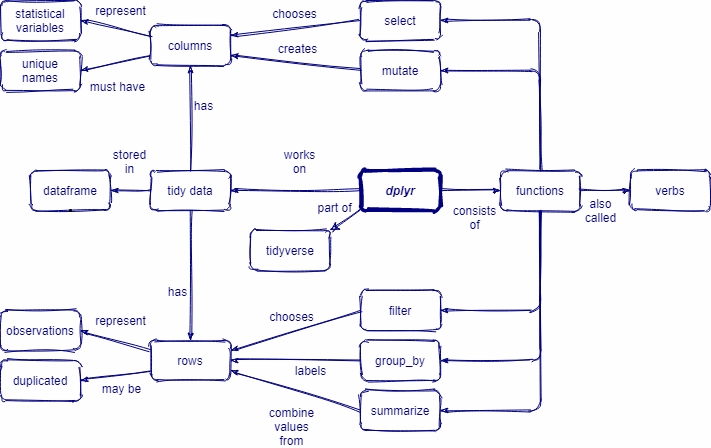 statistical
variables
represent
columns
chooses
select
unique
names
must have
creates
mutate
has
stored
in
works
on
dataframe
tidy data
dplyr
functions
verbs
part of
consists
of
also
called
tidyverse
has
observations
represent
chooses
filter
rows
labels
group_by
duplicated
may be
combine
values
from
summarize